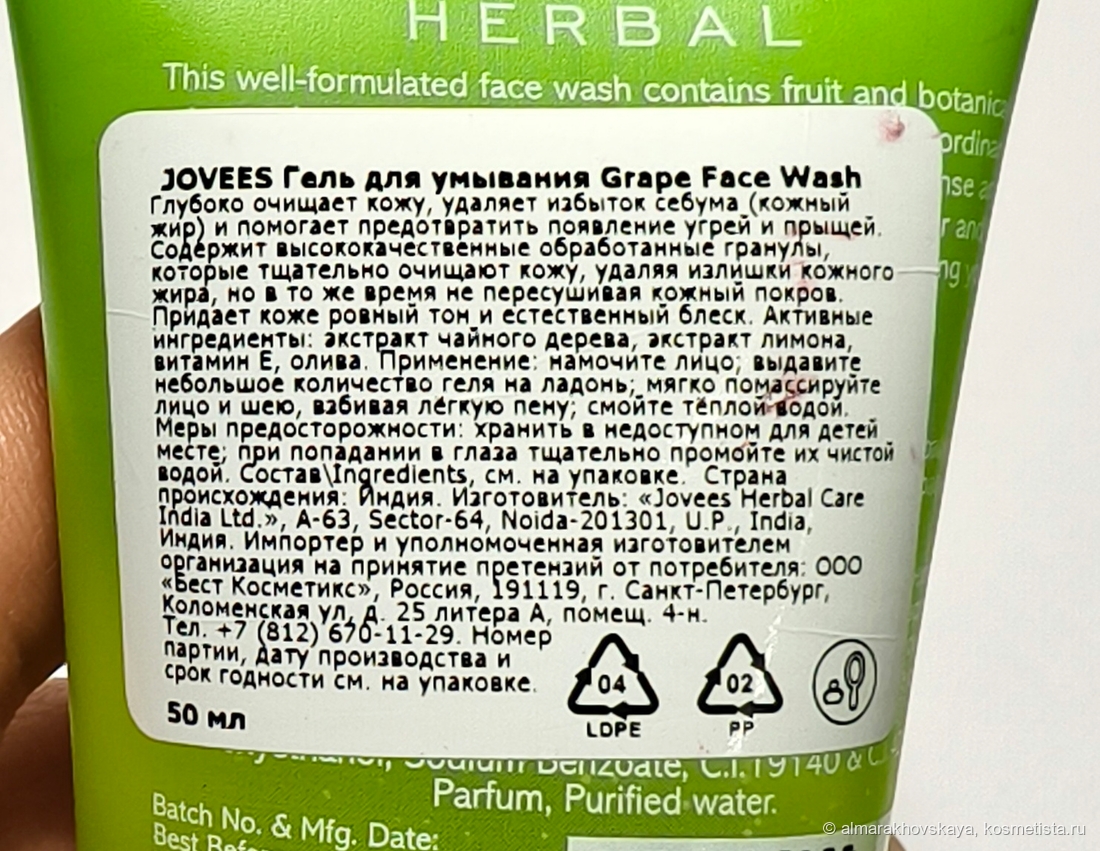 HERBAL
This well-formulated face wash contains fruit and
JOVEES Гель для умывания Grape Face Wash
Глубоко очищает кожу, удаляет избыток себума (кожный
жир) и помогает предотвратить появление угрей и прыщей.
Содержит высококачественные обработанные гранулы,
которые тщательно очищают кожу, удаляя излишки кожного
жира, но в то же время не пересушивая кожный покров.
Придает коже ровный тон и естественный блеск. Активные
ингредиенты: экстракт чайного дерева, экстракт лимона,
витамин Е, олива. Применение: намочите лицо; выдавите
небольшое количество геля на ладонь; мягко помассируйте
лицо и шею, взбивая лёгкую пену; смойте тёплой водой.
Меры предосторожности: хранить в недоступном для детей
месте; при попадании в глаза тщательно промойте их чистой
водой. Состав\Ingredients, см. на упаковке. Страна
происхождения: Индия. Изготовитель: «Jovees Herbal Care
India Ltd.», A-63, Sector-64, Noida-201301, U.P., India,
Индия. Импортер и уполномоченная изготовителем
организация на принятие претензий от потребителя: ООО
«Бест Косметикс», Россия, 191119, г. Санкт-Петербург,
Коломенская ул, д. 25 литера А, помещ. 4-н.
Тел. +7 (812) 670-11-29. Номер
партии, дату производства и
срок годности см. на упаковке.
04
02
LDPE
PP
50 мл
Sodium Benzoate, C.I.19140 &
Parfum, Purified water.
Batch No. & Mfg. Date:
Best
© almarakhovskaya, kosmetista.ru